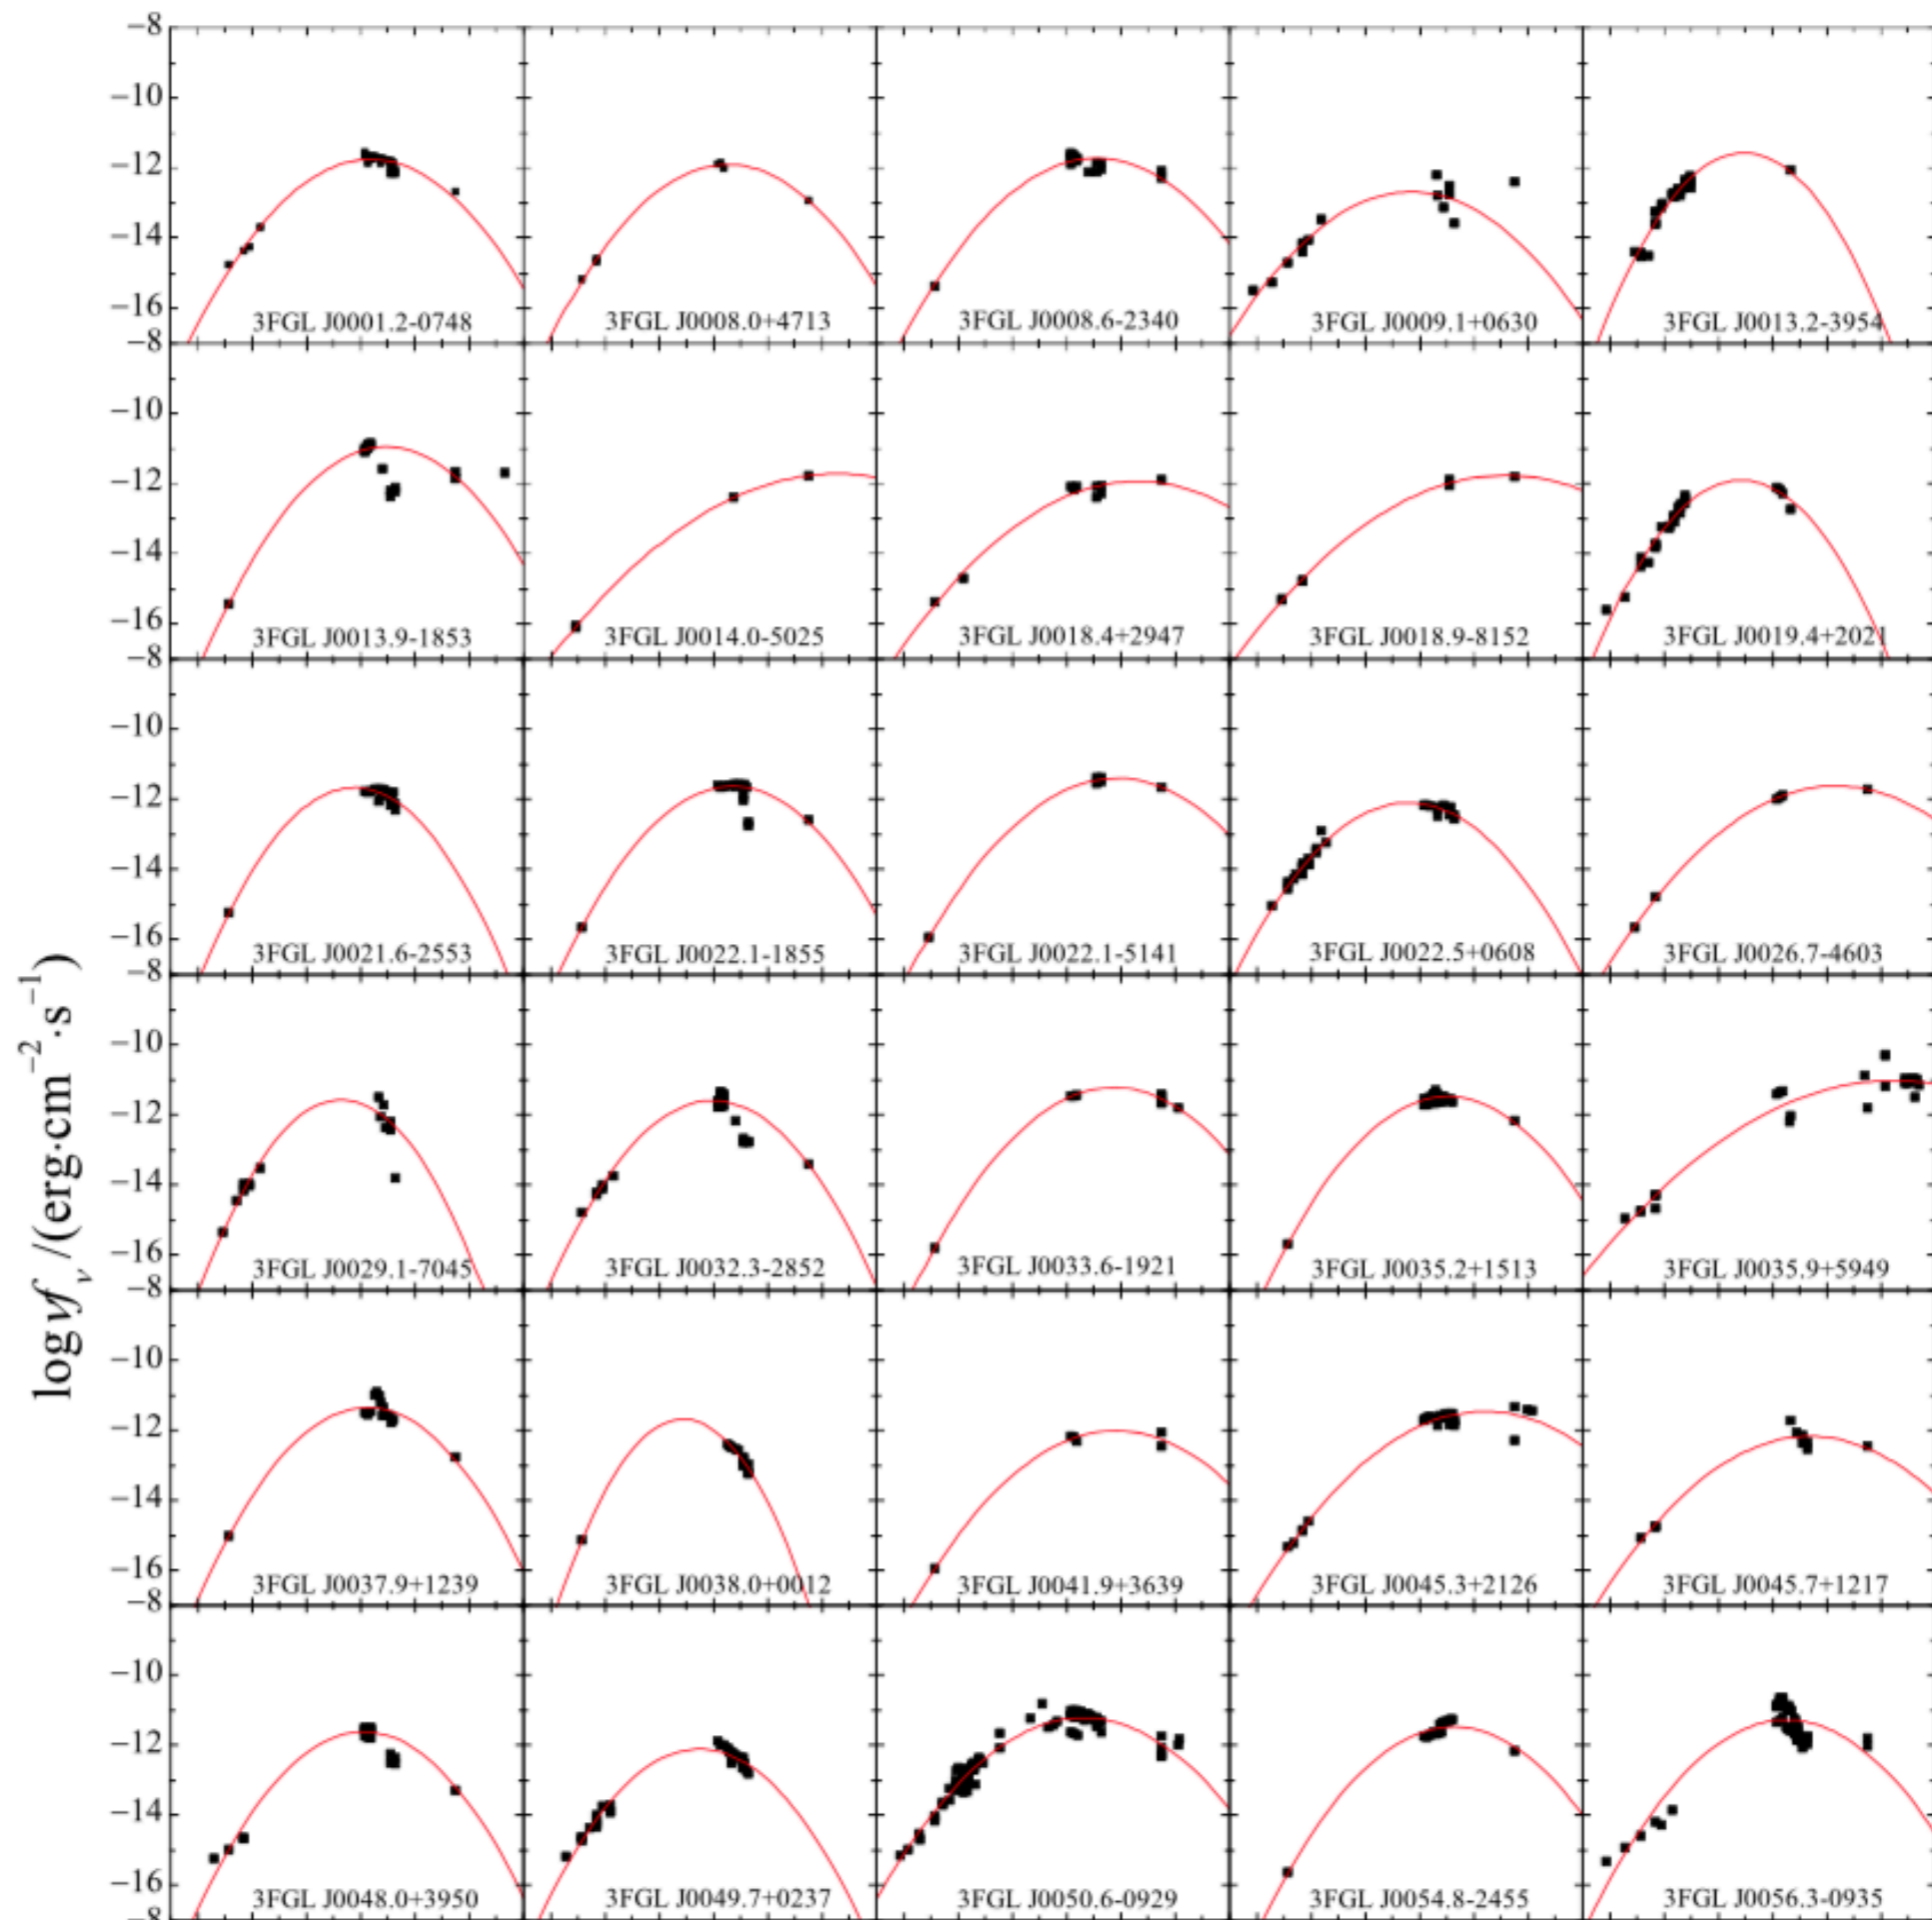 log νf_ν /(erg·cm⁻²·s⁻¹)
−8
−10
−12
−14
−16
3FGL J0001.2-0748
3FGL J0008.0+4713
3FGL J0008.6-2340
3FGL J0009.1+0630
3FGL J0013.2-3954
−8
−10
−12
−14
−16
3FGL J0013.9-1853
3FGL J0014.0-5025
3FGL J0018.4+2947
3FGL J0018.9-8152
3FGL J0019.4+2021
−8
−10
−12
−14
−16
3FGL J0021.6-2553
3FGL J0022.1-1855
3FGL J0022.1-5141
3FGL J0022.5+0608
3FGL J0026.7-4603
−8
−10
−12
−14
−16
3FGL J0029.1-7045
3FGL J0032.3-2852
3FGL J0033.6-1921
3FGL J0035.2+1513
3FGL J0035.9+5949
−8
−10
−12
−14
−16
3FGL J0037.9+1239
3FGL J0038.0+0012
3FGL J0041.9+3639
3FGL J0045.3+2126
3FGL J0045.7+1217
−8
−10
−12
−14
−16
3FGL J0048.0+3950
3FGL J0049.7+0237
3FGL J0050.6-0929
3FGL J0054.8-2455
3FGL J0056.3-0935